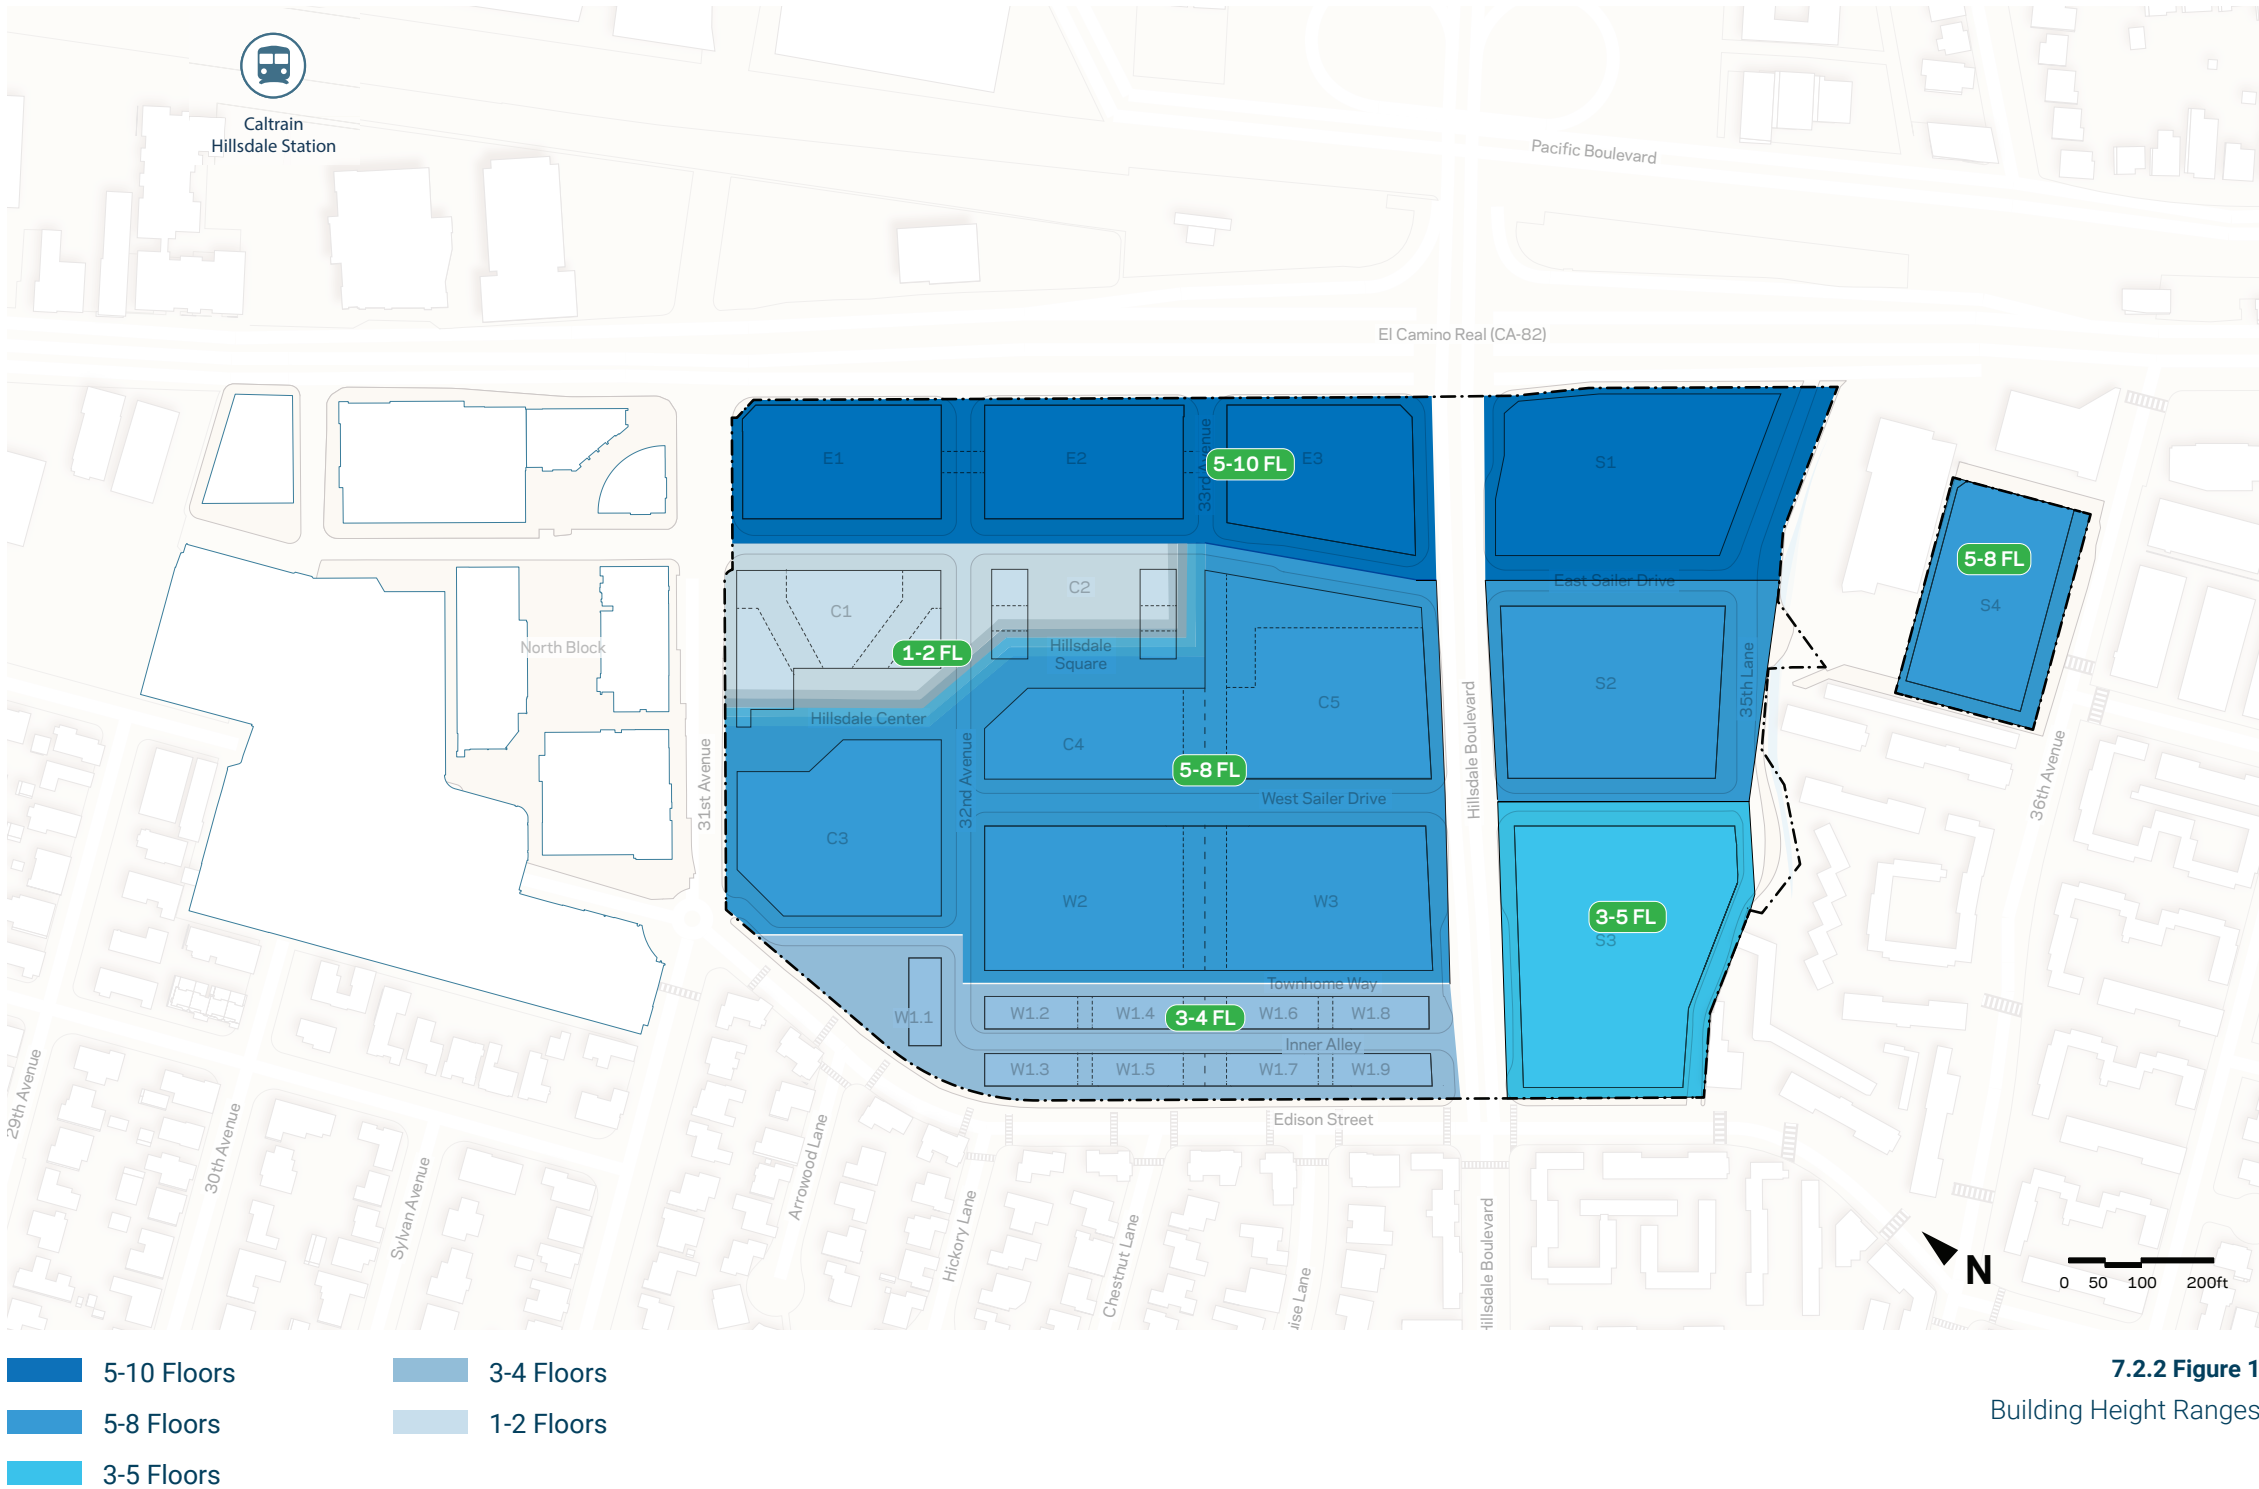 Caltrain
Hillsdale Station
Pacific Boulevard
El Camino Real (CA-82)
E1
E2
33rd Avenue
5-10 FL
E3
S1
5-8 FL
S4
East Sailer Drive
C1
C2
1-2 FL
Hillsdale
Square
North Block
Hillsdale Center
C5
C4
5-8 FL
S2
35th Lane
Hillsdale Boulevard
31st Avenue
32nd Avenue
36th Avenue
West Sailer Drive
C3
W2
W3
3-5 FL
S3
Townhome Way
W1.1
W1.2
W1.4
3-4 FL
W1.6
W1.8
Inner Alley
W1.3
W1.5
W1.7
W1.9
Edison Street
29th Avenue
30th Avenue
Sylvan Avenue
Arrowood Lane
Hickory Lane
Chestnut Lane
Lane
Hillsdale Boulevard
N
0 50 100 200ft
5-10 Floors
3-4 Floors
5-8 Floors
1-2 Floors
3-5 Floors
7.2.2 Figure 1
Building Height Ranges